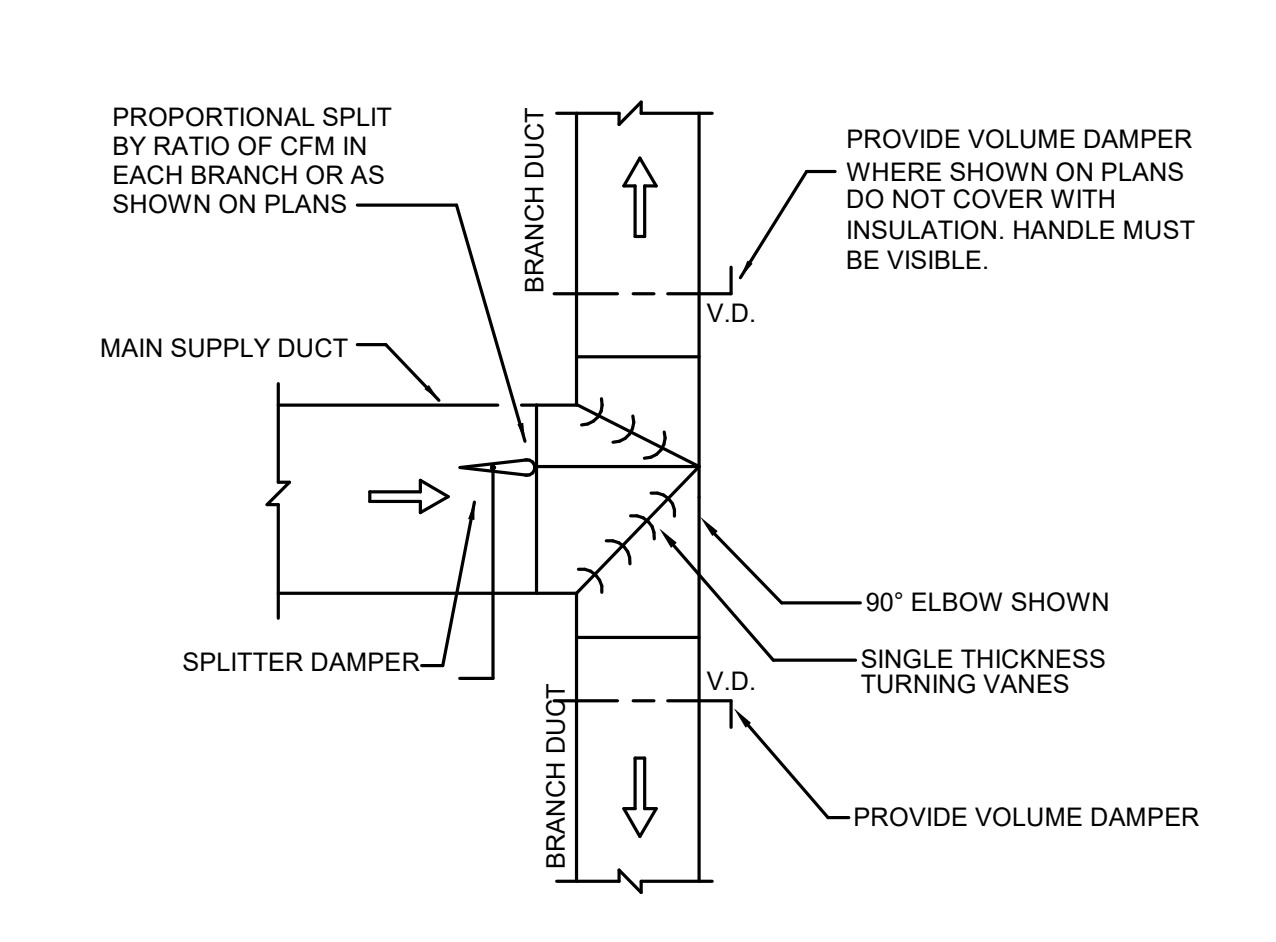 PROPORTIONAL SPLIT
BY RATIO OF CFM IN
EACH BRANCH OR AS
SHOWN ON PLANS
BRANCH DUCT
PROVIDE VOLUME DAMPER
WHERE SHOWN ON PLANS
DO NOT COVER WITH
INSULATION. HANDLE MUST
BE VISIBLE.
V.D.
MAIN SUPPLY DUCT
90° ELBOW SHOWN
SPLITTER DAMPER
SINGLE THICKNESS
TURNING VANES
V.D.
BRANCH DUCT
PROVIDE VOLUME DAMPER